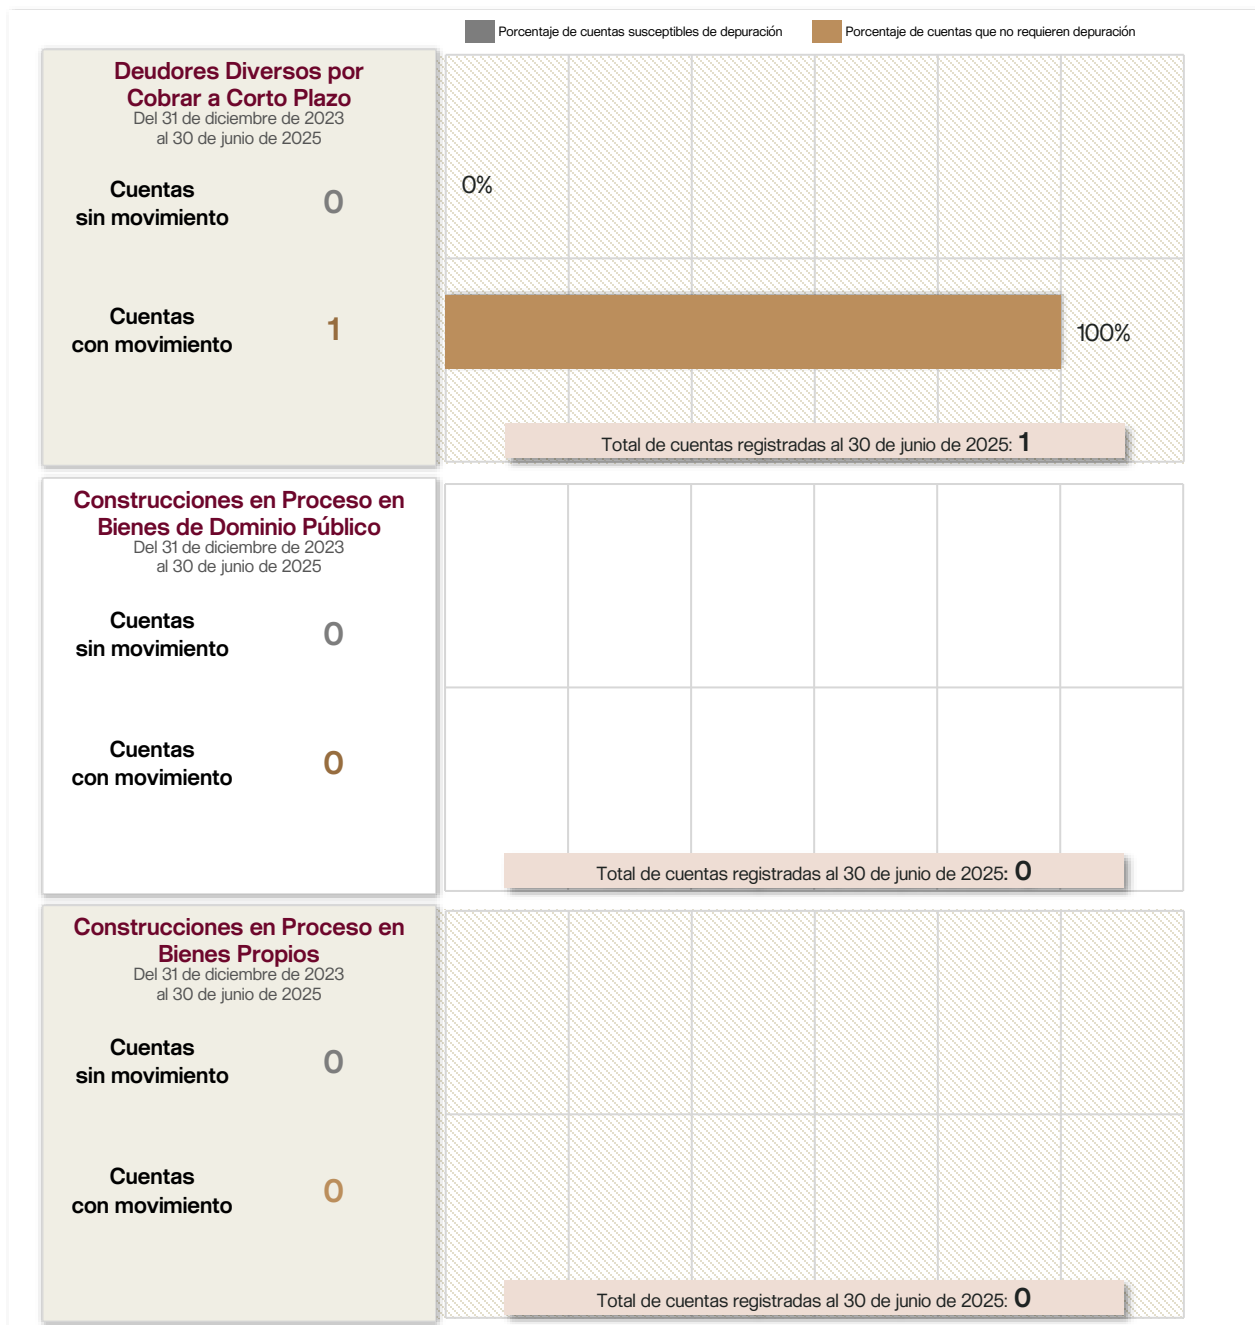 Porcentaje de cuentas susceptibles de depuración
Porcentaje de cuentas que no requieren depuración
Deudores Diversos por
Cobrar a Corto Plazo
Del 31 de diciembre de 2023
al 30 de junio de 2025
Cuentas
sin movimiento
0
0%
Cuentas
con movimiento
1
100%
Total de cuentas registradas al 30 de junio de 2025: 1
Construcciones en Proceso en
Bienes de Dominio Público
Del 31 de diciembre de 2023
al 30 de junio de 2025
Cuentas
sin movimiento
0
Cuentas
con movimiento
0
Total de cuentas registradas al 30 de junio de 2025: 0
Construcciones en Proceso en
Bienes Propios
Del 31 de diciembre de 2023
al 30 de junio de 2025
Cuentas
sin movimiento
0
Cuentas
con movimiento
0
Total de cuentas registradas al 30 de junio de 2025: 0